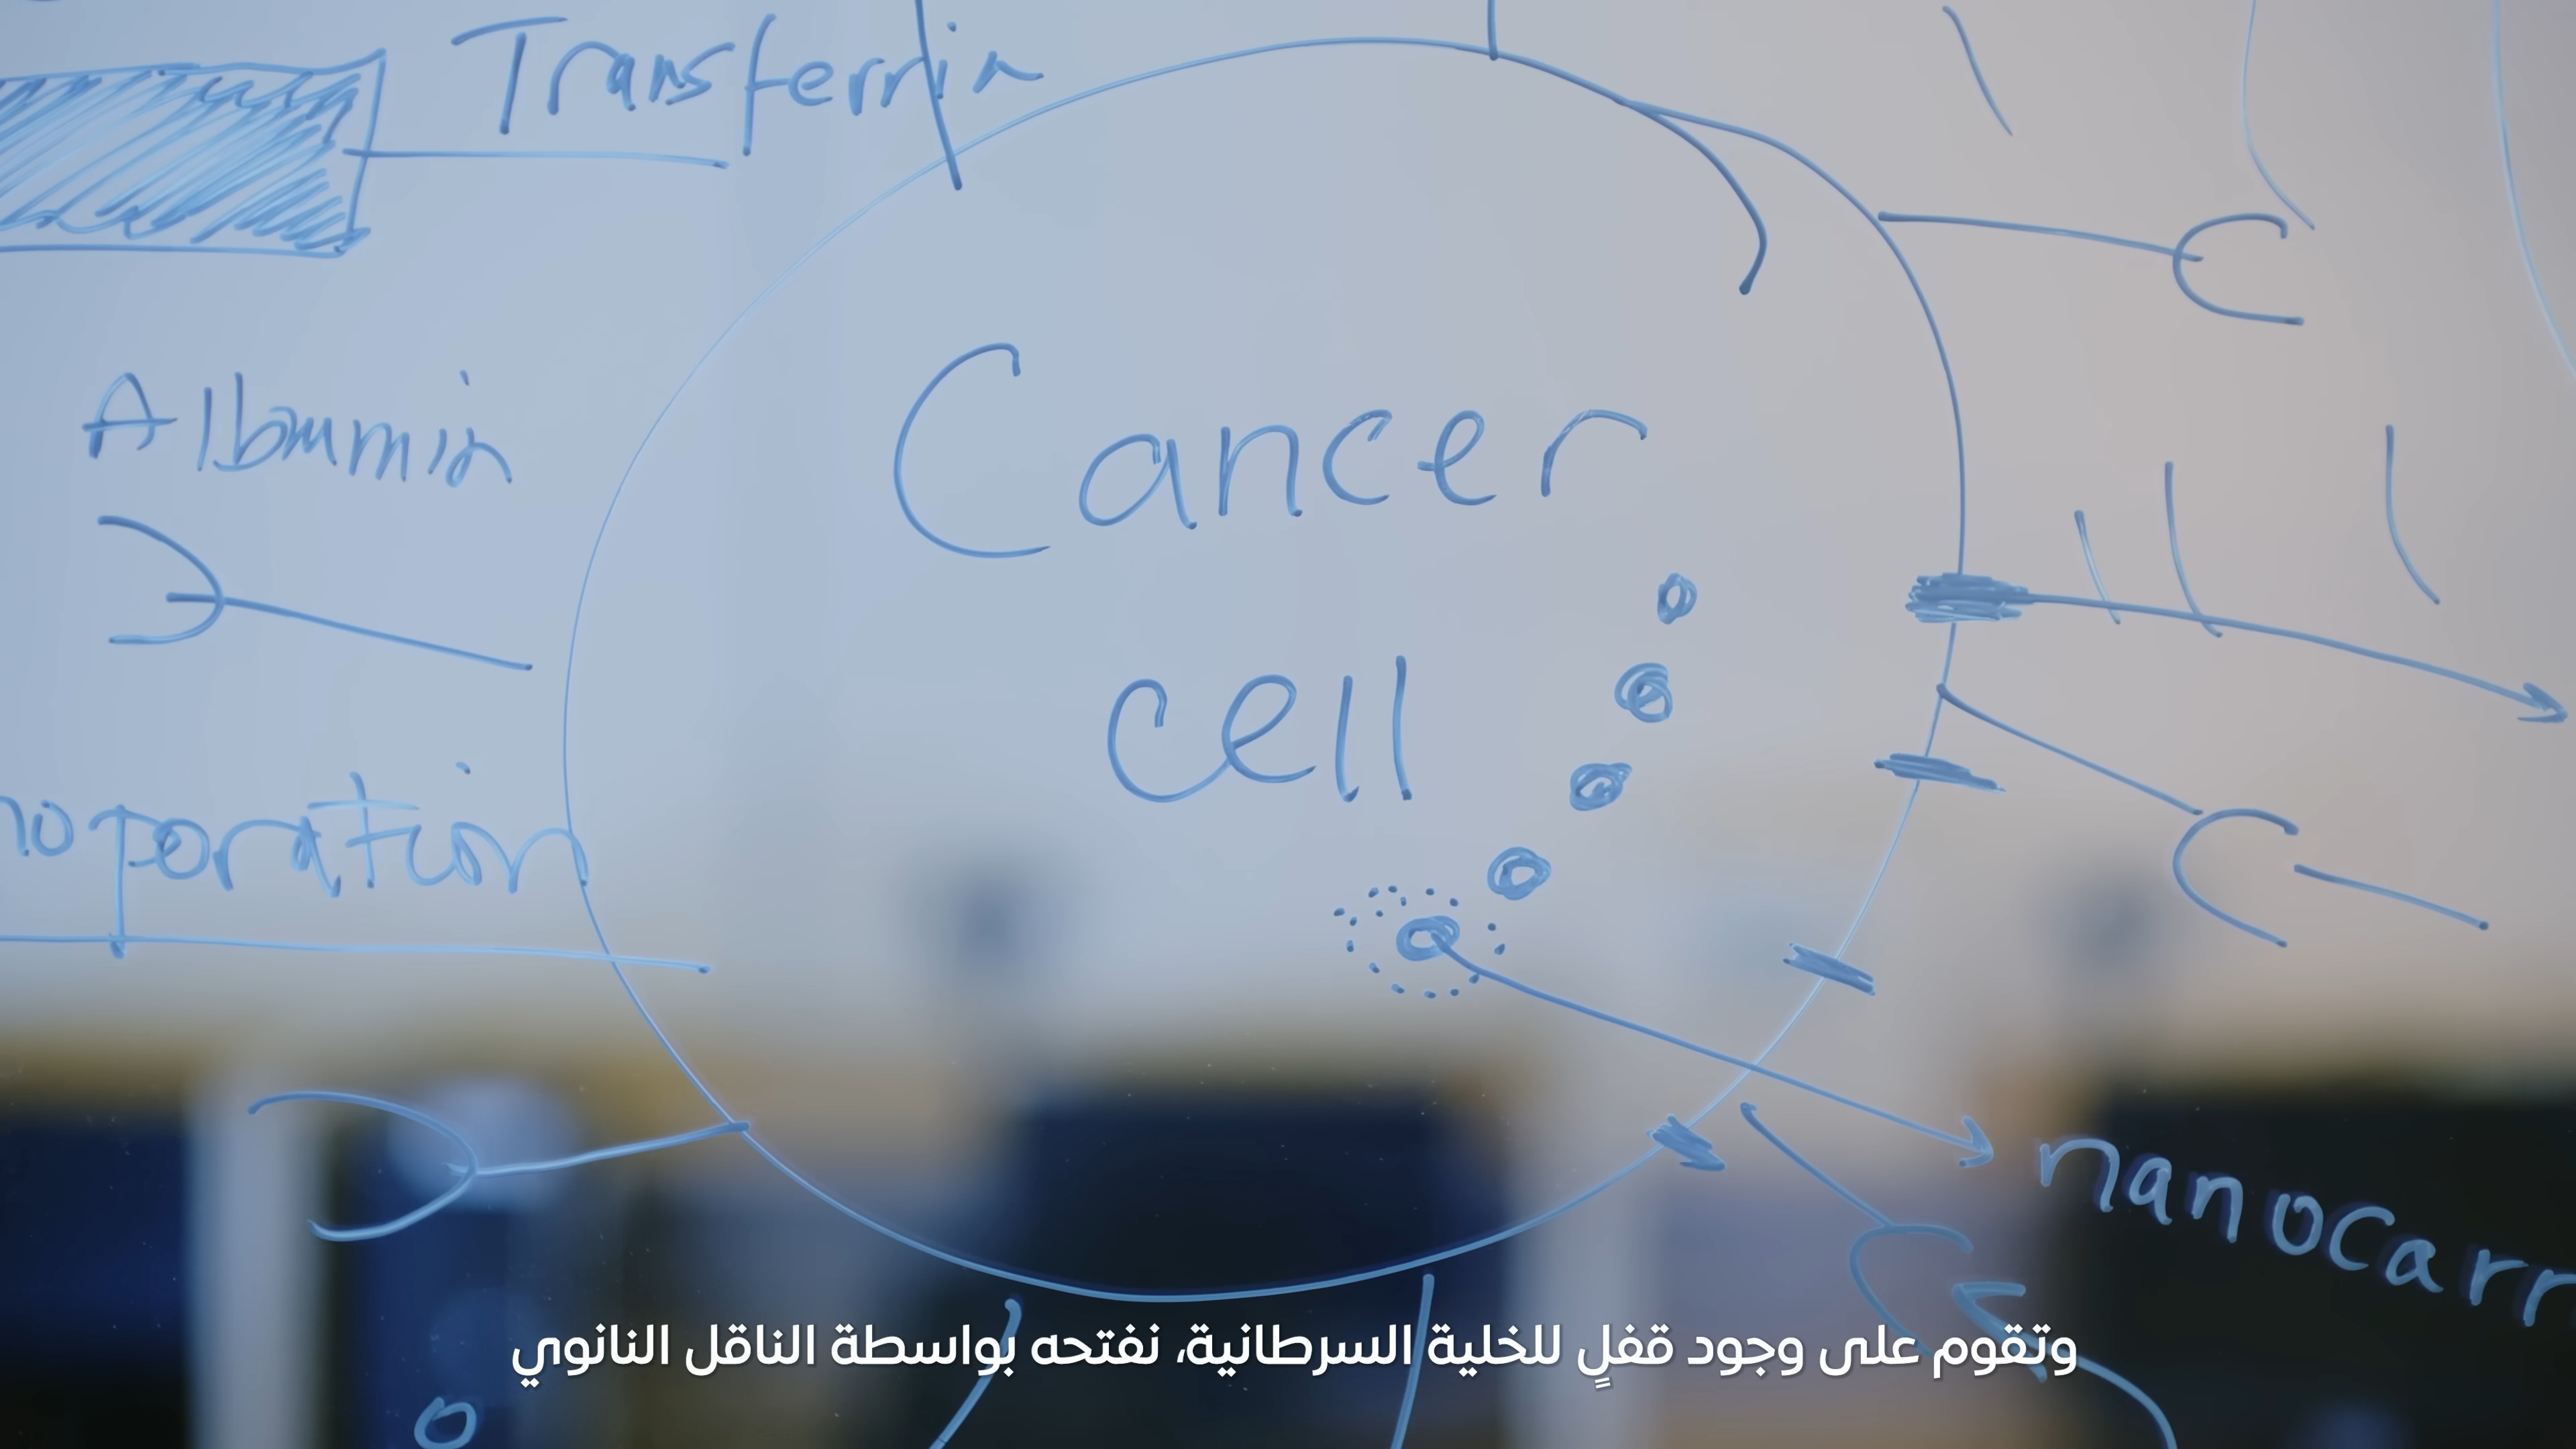 Transferrin
Albumin
Cancer
cell
noporation
nanocarr
وتقوم على وجود قفلٍ للخلية السرطانية، نفتحه بواسطة الناقل النانوي